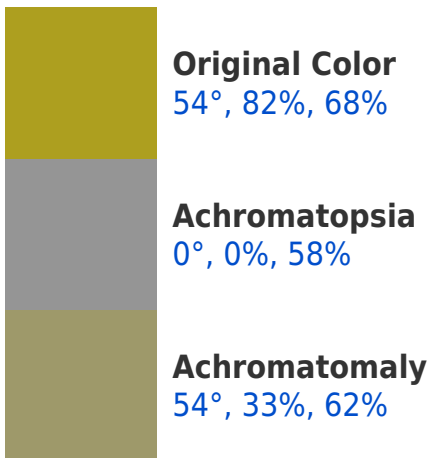 Original Color
54°, 82%, 68%
Achromatopsia
0°, 0%, 58%
Achromatomaly
54°, 33%, 62%